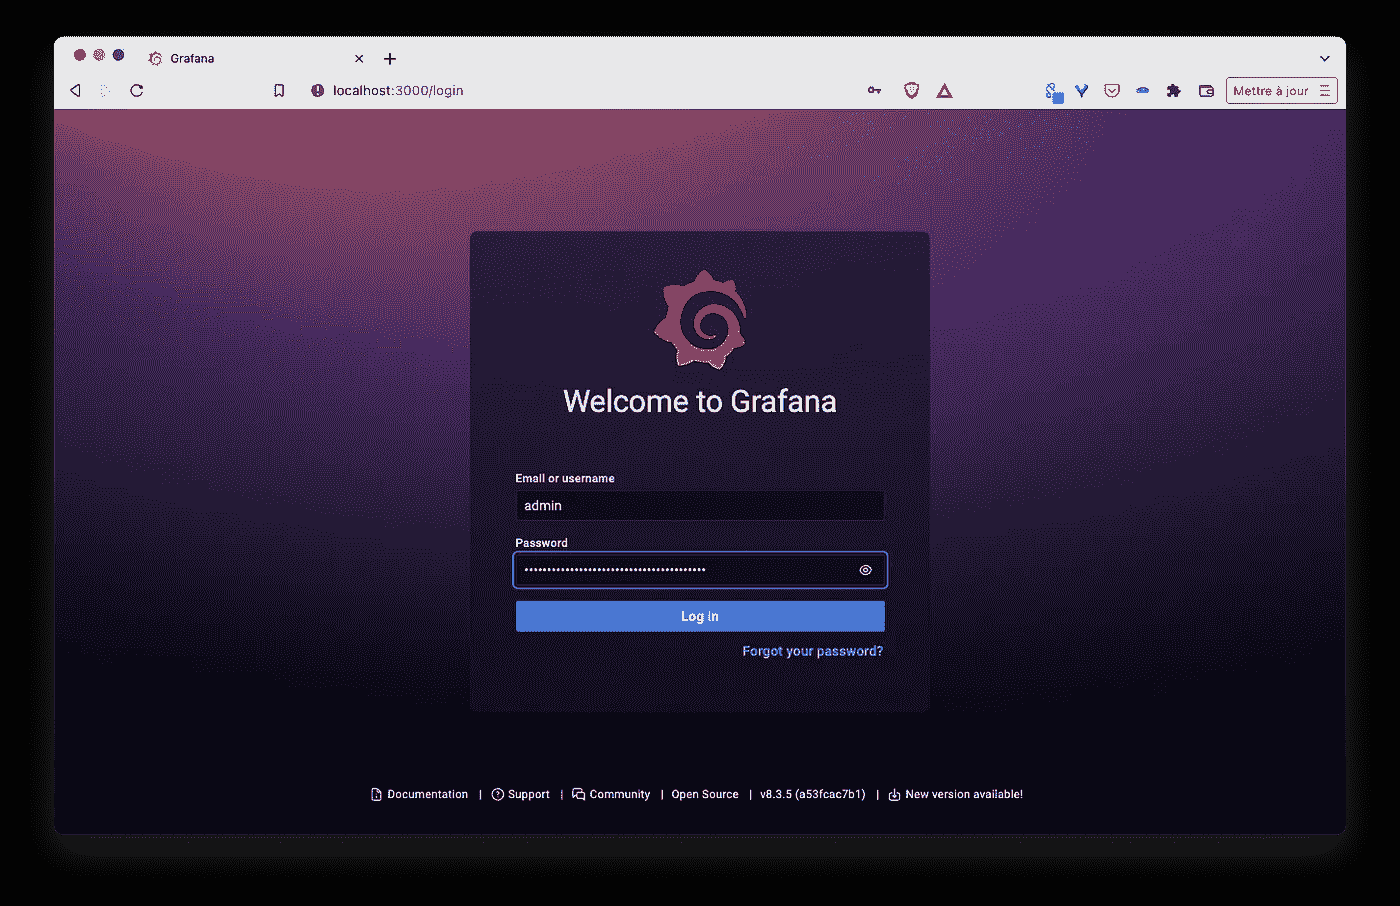 Grafana
localhost:3000/login
Mettre à jour
Welcome to Grafana
Email or username
admin
Password
Log in
Forgot your password?
Documentation | Support | Community | Open Source | v8.3.5 (a53fcac7b1) | New version available!